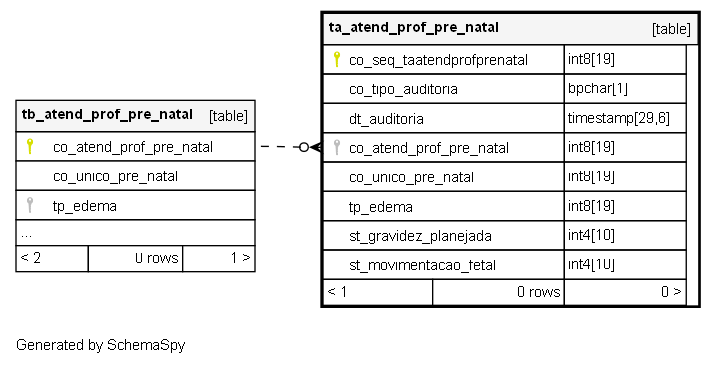 ta_atend_prof_pre_natal [table]
co_seq_taatendprofprenatal int8[19]
co_tipo_auditoria bpchar[1]
dt_auditoria timestamp[29,6]
co_atend_prof_pre_natal int8[19]
co_unico_pre_natal int8[19]
tp_edema int8[19]
st_gravidez_planejada int4[10]
st_movimentacao_fetal int4[10]
< 1 0 rows 0 >
tb_atend_prof_pre_natal [table]
co_atend_prof_pre_natal
co_unico_pre_natal
tp_edema
...
< 2 0 rows 1 >
Generated by SchemaSpy